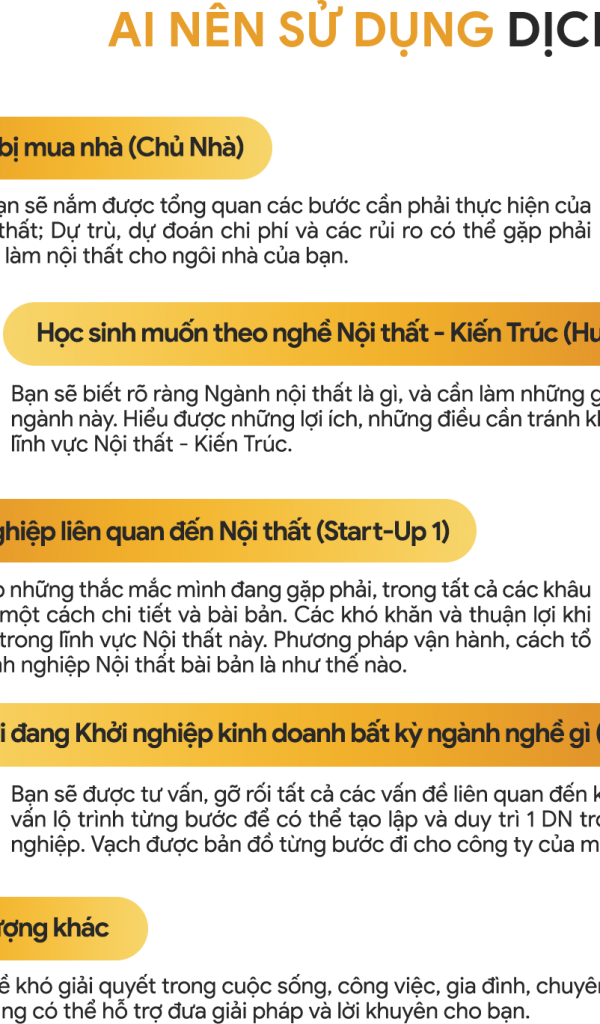 AI NÊN SỬ DỤNG
bị mua nhà (Chủ Nhà)
sẽ nắm được tổng quan các bước cần phải thực hiện của
thất; Dự trù, dự đoán chi phí và các rủi ro có thể gặp phải
làm nội thất cho ngôi nhà của bạn.
Học sinh muốn theo nghề Nội thất - Kiến Trúc
Bạn sẽ biết rõ ràng Ngành nội thất là gì, và cần làm những
ngành này. Hiểu được những lợi ích, những điều cần tránh
lĩnh vực Nội thất - Kiến Trúc.
liên quan đến Nội thất (Start-Up 1)
những thắc mắc mình đang gặp phải, trong tất cả các khâu
một cách chi tiết và bài bản. Các khó khăn và thuận lợi khi
trong lĩnh vực Nội thất này. Phương pháp vận hành, cách tổ
nghiệp Nội thất bài bản là như thế nào.
đang Khởi nghiệp kinh doanh bất kỳ ngành nghề gì (
Bạn sẽ được tư vấn, gỡ rối tất cả các vấn đề liên quan đến
vấn lộ trình từng bước để có thể tạo lập và duy trì 1 DN
nghiệp. Vạch được bản đồ từng bước đi cho công ty của
khác
khó giải quyết trong cuộc sống, công việc, gia đình,
có thể hỗ trợ đưa giải pháp và lời khuyên cho bạn.